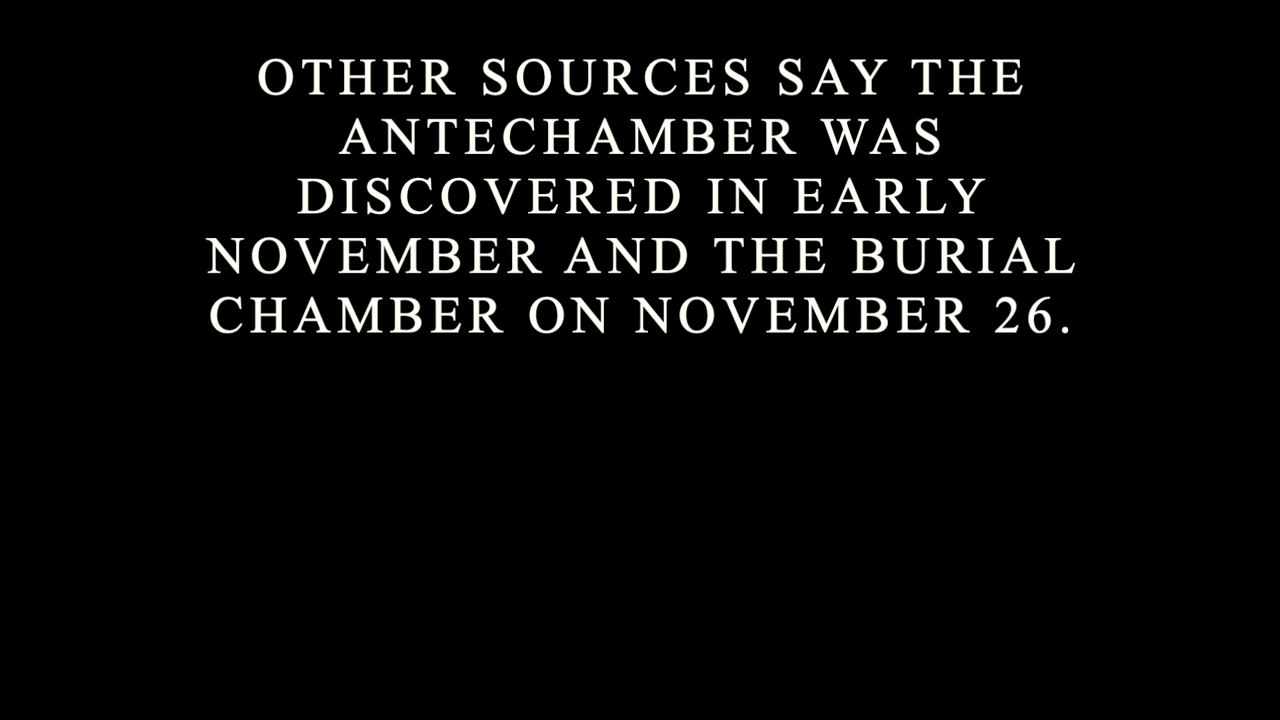 OTHER SOURCES SAY THE
ANTECHAMBER WAS
DISCOVERED IN EARLY
NOVEMBER AND THE BURIAL
CHAMBER ON NOVEMBER 26.